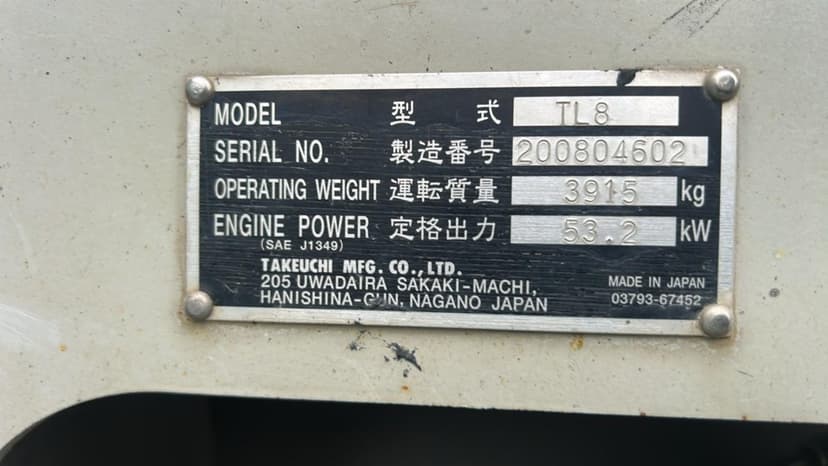 MODEL 型 式 TL8
SERIAL NO. 製造番号 200804602
OPERATING WEIGHT 運転質量 3915 kg
ENGINE POWER 定格出力 53.2 kW
(SAE J1349)
TAKEUCHI MFG. CO., LTD.
205 UWADAIRA SAKAKI-MACHI,
HANISHINA-GUN, NAGANO JAPAN
MADE IN JAPAN
03793-67452